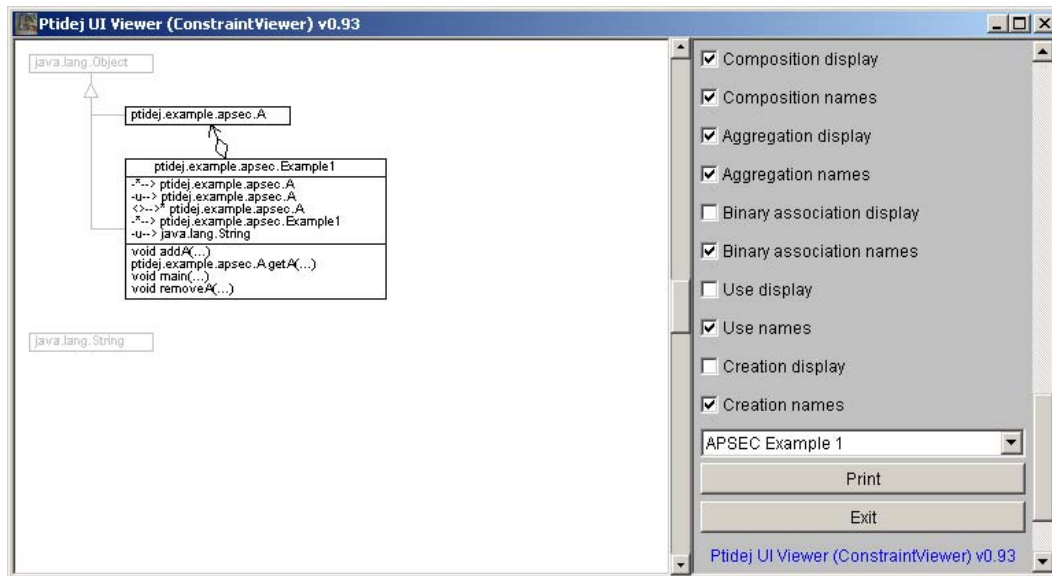 Ptidej UI Viewer (ConstraintViewer) v0.93
java.lang.Object
ptidej.example.apsec.A
ptidej.example.apsec.Example1
-*--> ptidej.example.apsec.A
-u--> ptidej.example.apsec.A
<>-->* ptidej.example.apsec.A
-*--> ptidej.example.apsec.Example1
-u--> java.lang.String
void addA(...)
ptidej.example.apsec.A getA(...)
void main(...)
void removeA(...)
java.lang.String
Composition display
Composition names
Aggregation display
Aggregation names
Binary association display
Binary association names
Use display
Use names
Creation display
Creation names
APSEC Example 1
Print
Exit
Ptidej UI Viewer (ConstraintViewer) v0.93